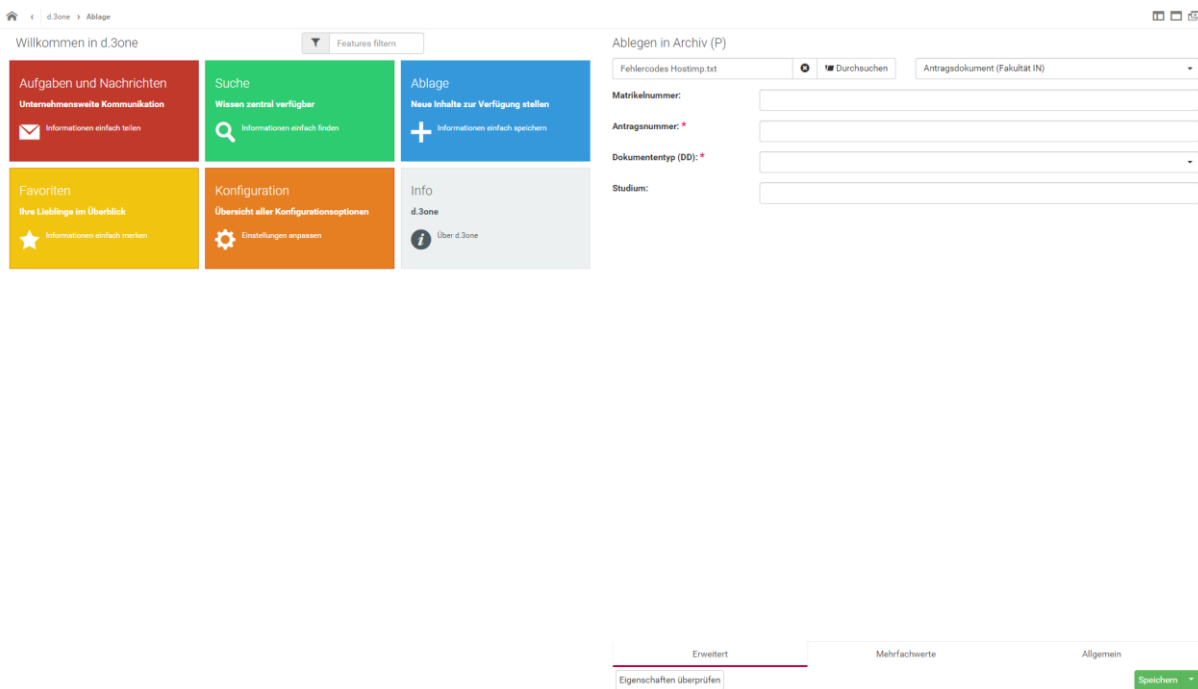 d.3one Ablage
Willkommen in d.3one
Features filtern
Aufgaben und Nachrichten
Unternehmensweite Kommunikation
Informationen einfach teilen
Suche
Wissen zentral verfügbar
Informationen einfach finden
Ablage
Neue Inhalte zur Verfügung stellen
Informationen einfach speichern
Favoriten
Ihre Lieblinge im Überblick
Informationen einfach merken
Konfiguration
Übersicht aller Konfigurationsoptionen
Einstellungen anpassen
Info
d.3one
Über d.3one
Ablegen in Archiv (P)
Fehlercodes Hostimp.txt Durchsuchen Antragsdokument (Fakultät IN)
Matrikelnummer:
Antragsnummer: *
Dokumententyp (DD): *
Studium:
Erweitert Mehrfachwerte Allgemein
Eigenschaften überprüfen Speichern